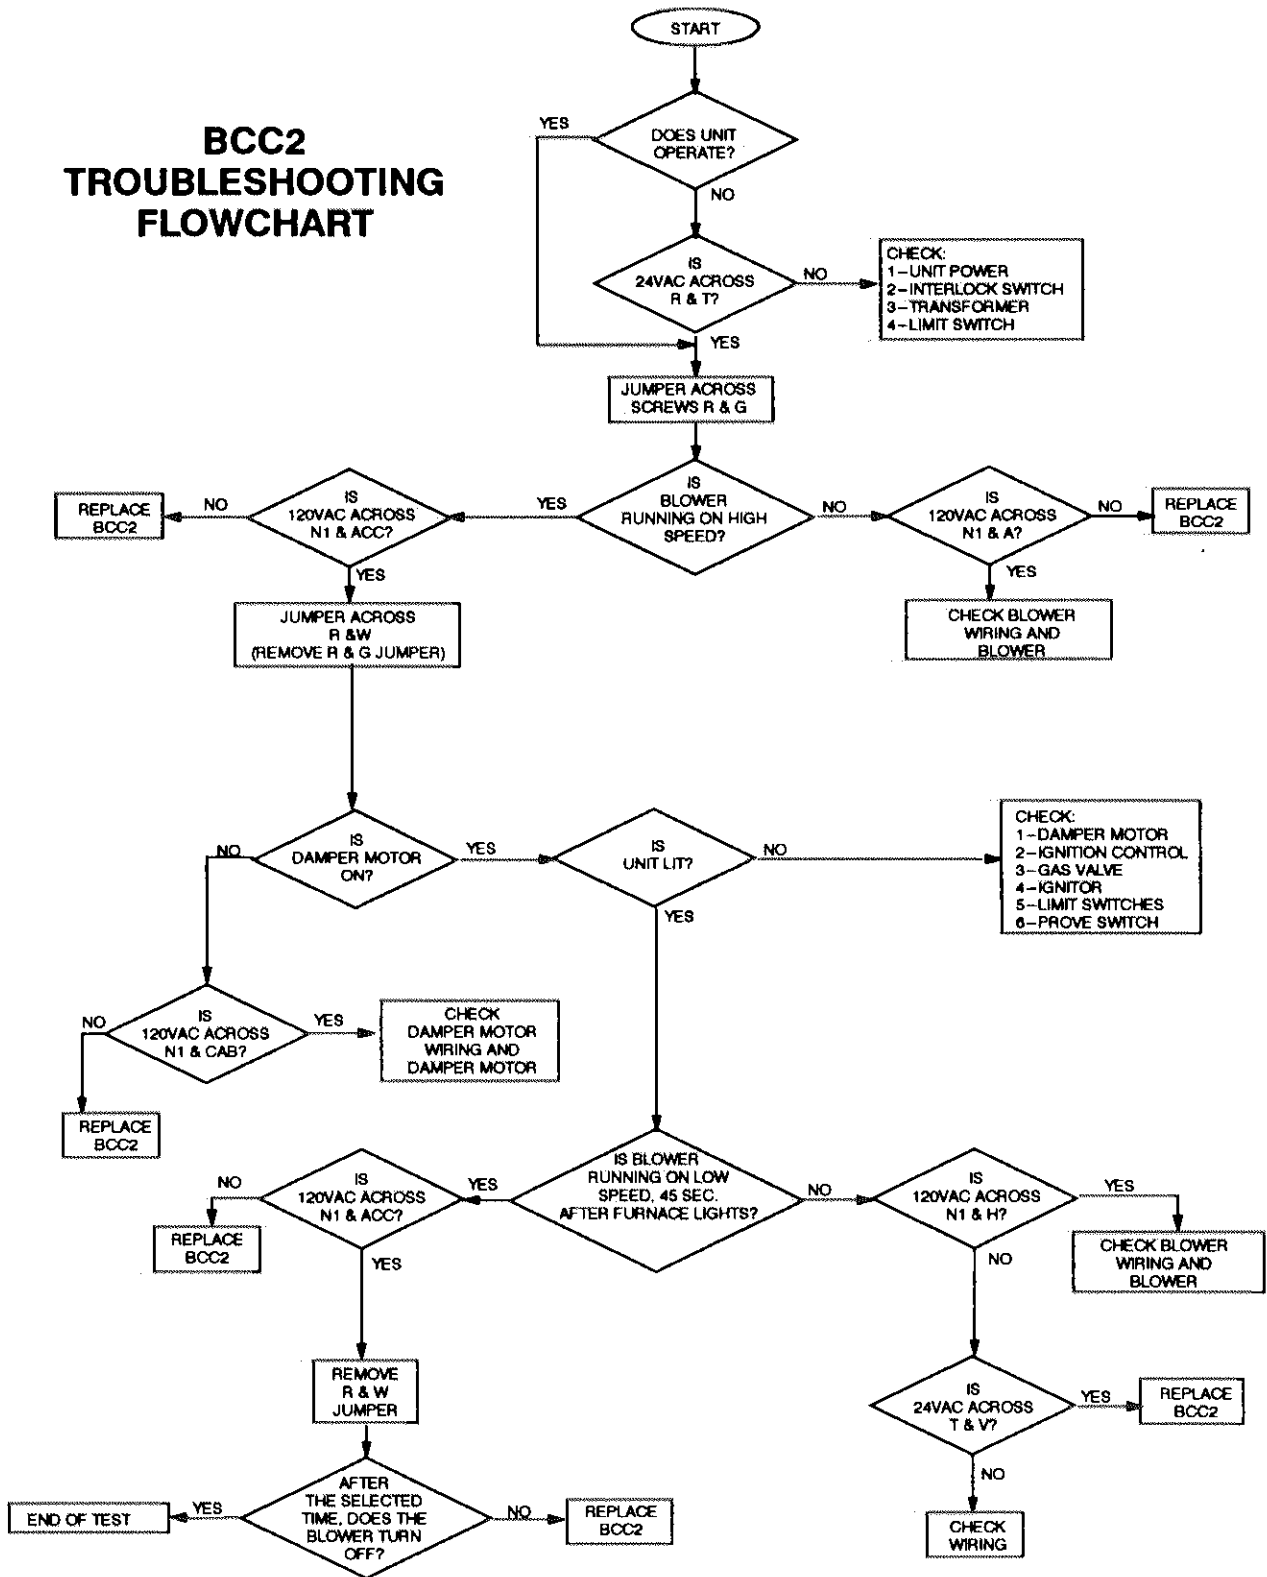 START
BCC2
TROUBLESHOOTING
FLOWCHART
YES
DOES UNIT
OPERATE?
NO
IS
24VAC ACROSS
R & T?
NO
CHECK:
1–UNIT POWER
2–INTERLOCK SWITCH
3–TRANSFORMER
4–LIMIT SWITCH
YES
JUMPER ACROSS
SCREWS R & G
REPLACE
BCC2
NO
IS
120VAC ACROSS
N1 & ACC?
YES
IS
BLOWER
RUNNING ON HIGH
SPEED?
NO
IS
120VAC ACROSS
N1 & A?
NO
REPLACE
BCC2
YES
YES
JUMPER ACROSS
R &W
(REMOVE R & G JUMPER)
CHECK BLOWER
WIRING AND
BLOWER
NO
IS
DAMPER MOTOR
ON?
YES
IS
UNIT LIT?
NO
CHECK:
1–DAMPER MOTOR
2–IGNITION CONTROL
3–GAS VALVE
4–IGNITOR
5–LIMIT SWITCHES
6–PROVE SWITCH
YES
NO
IS
120VAC ACROSS
N1 & CAB?
YES
CHECK
DAMPER MOTOR
WIRING AND
DAMPER MOTOR
REPLACE
BCC2
NO
IS
120VAC ACROSS
N1 & ACC?
YES
IS BLOWER
RUNNING ON LOW
SPEED, 45 SEC.
AFTER FURNACE LIGHTS?
NO
IS
120VAC ACROSS
N1 & H?
YES
REPLACE
BCC2
YES
NO
CHECK BLOWER
WIRING AND
BLOWER
REMOVE
R & W
JUMPER
IS
24VAC ACROSS
T & V?
YES
REPLACE
BCC2
NO
END OF TEST
YES
AFTER
THE SELECTED
TIME, DOES THE
BLOWER TURN
OFF?
NO
REPLACE
BCC2
CHECK
WIRING